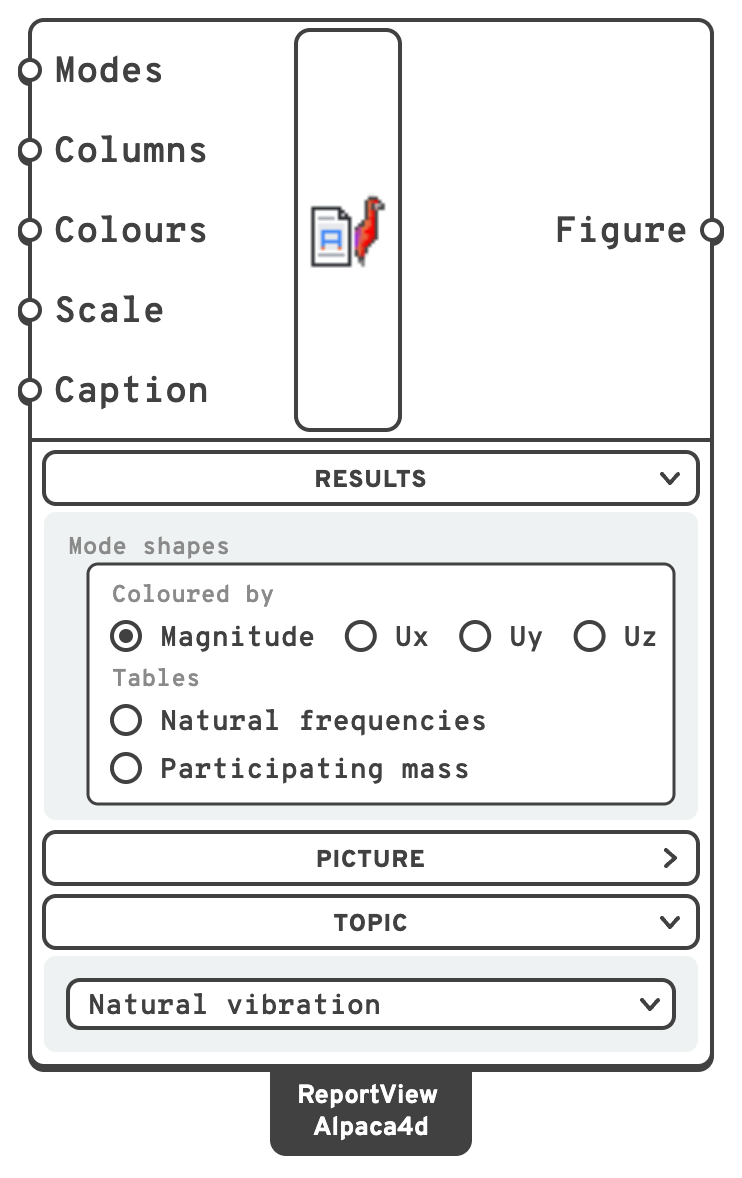 Modes
Columns
Colours
Scale
Caption
Figure
RESULTS
Mode shapes
Coloured by
Magnitude Ux Uy Uz
Tables
Natural frequencies
Participating mass
PICTURE
TOPIC
Natural vibration
ReportView
Alpaca4d